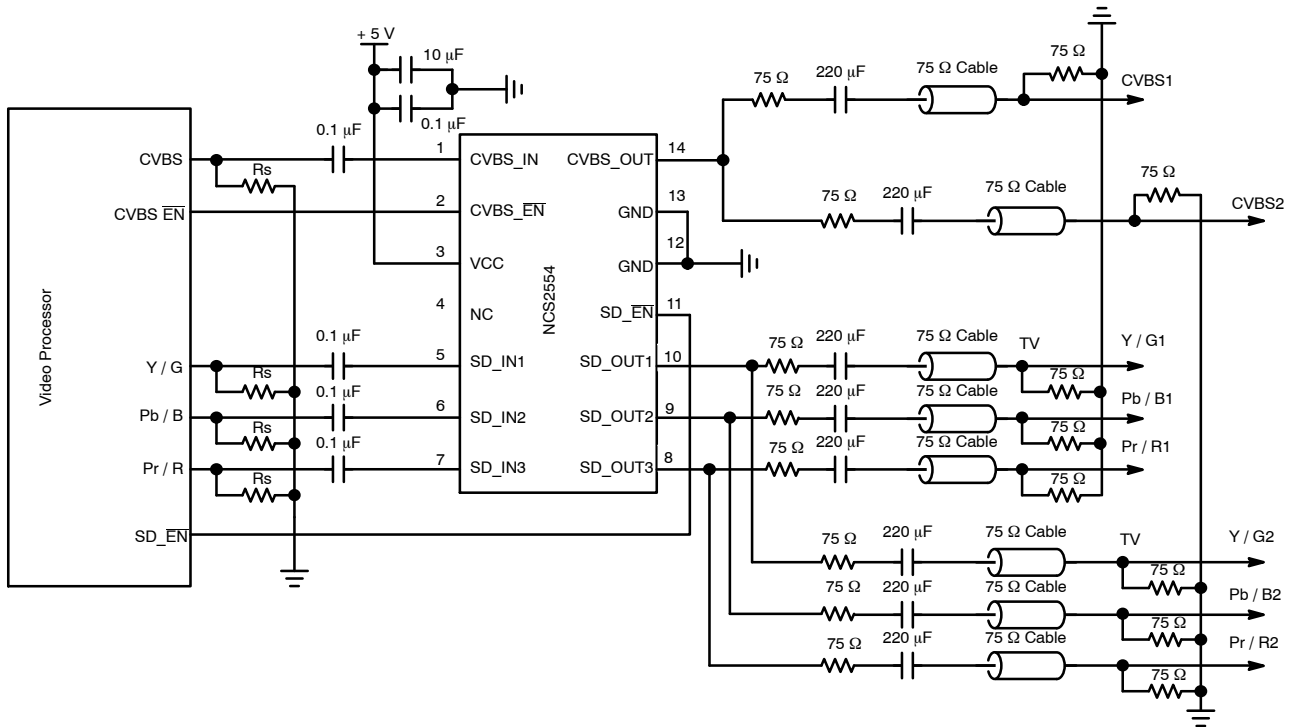 + 5 V
10 μF
0.1 μF
Video Processor
CVBS
CVBS EN
Y / G
Pb / B
Pr / R
SD_EN
Rs
Rs
Rs
Rs
0.1 μF
0.1 μF
0.1 μF
0.1 μF
NCS2554
1 CVBS_IN
2 CVBS_EN
3 VCC
4 NC
5 SD_IN1
6 SD_IN2
7 SD_IN3
CVBS_OUT 14
GND 13
GND 12
SD_EN 11
SD_OUT1 10
SD_OUT2 9
SD_OUT3 8
75 Ω 220 μF 75 Ω Cable 75 Ω CVBS1
75 Ω 220 μF 75 Ω Cable 75 Ω CVBS2
75 Ω 220 μF 75 Ω Cable TV 75 Ω Y / G1
75 Ω 220 μF 75 Ω Cable 75 Ω Pb / B1
75 Ω 220 μF 75 Ω Cable 75 Ω Pr / R1
75 Ω 220 μF 75 Ω Cable TV 75 Ω Y / G2
75 Ω 220 μF 75 Ω Cable 75 Ω Pb / B2
75 Ω 220 μF 75 Ω Cable 75 Ω Pr / R2